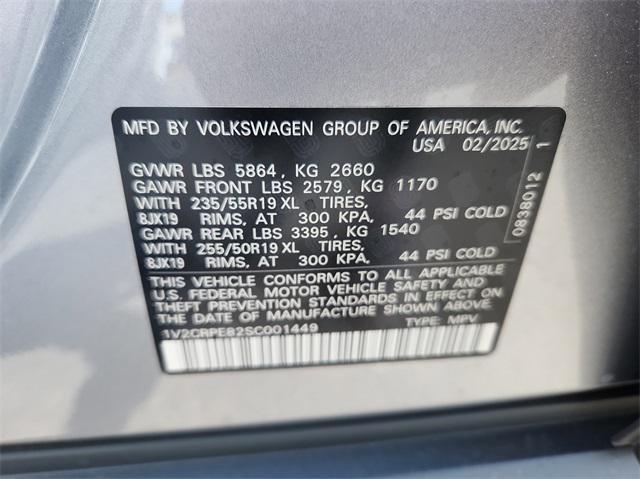 MFD BY VOLKSWAGEN GROUP OF AMERICA, INC.
USA 02/2025
GVWR LBS 5864, KG 2660
GAWR FRONT LBS 2579, KG 1170
WITH 235/55R19 XL TIRES,
8JX19 RIMS, AT 300 KPA, 44 PSI COLD
GAWR REAR LBS 3395, KG 1540
WITH 255/50R19 XL TIRES,
8JX19 RIMS, AT 300 KPA, 44 PSI COLD
THIS VEHICLE CONFORMS TO ALL APPLICABLE
U.S. FEDERAL MOTOR VEHICLE SAFETY AND
THEFT PREVENTION STANDARDS IN EFFECT ON
THE DATE OF MANUFACTURE SHOWN ABOVE.
1V2CRPE82SC001449 TYPE: MPV
0838012 1